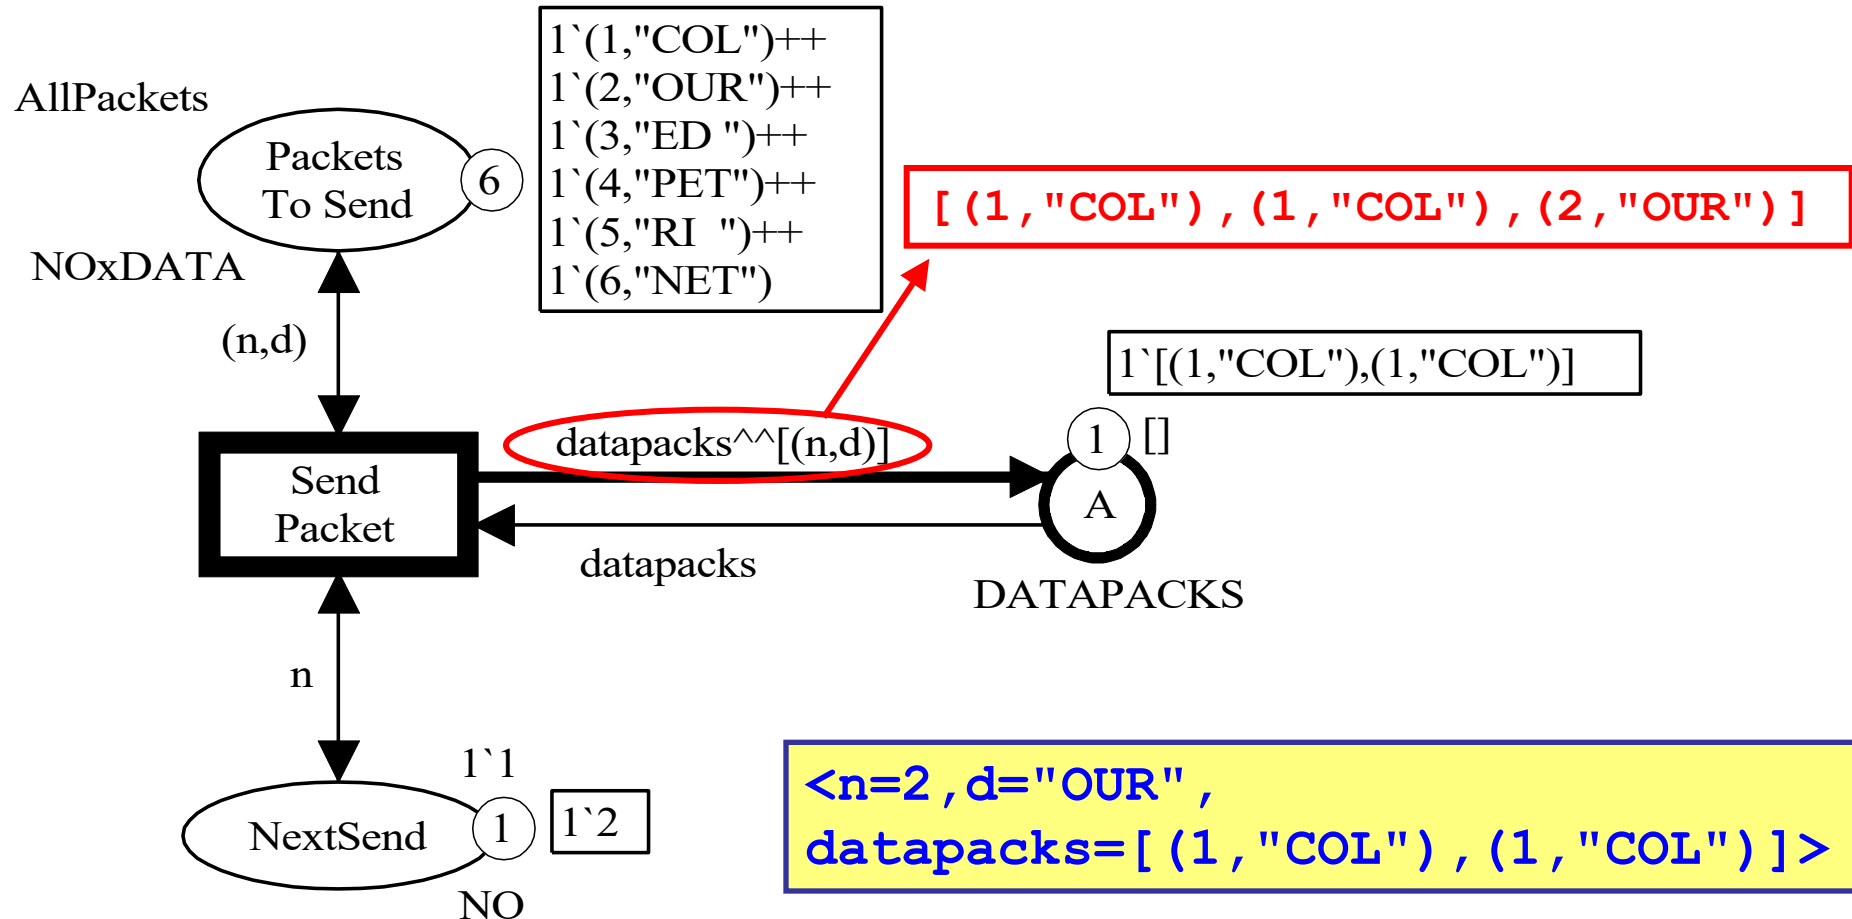 AllPackets
Packets
To Send
6
NOxDATA
1`(1,"COL")++
1`(2,"OUR")++
1`(3,"ED ")++
1`(4,"PET")++
1`(5,"RI  ")++
1`(6,"NET")
[(1,"COL"),(1,"COL"),(2,"OUR")]
(n,d)
1`[(1,"COL"),(1,"COL")]
datapacks^^[(n,d)]
1
[]
Send
Packet
A
datapacks
DATAPACKS
n
1`1
NextSend
1
1`2
NO
<n=2,d="OUR",
datapacks=[(1,"COL"),(1,"COL")]>